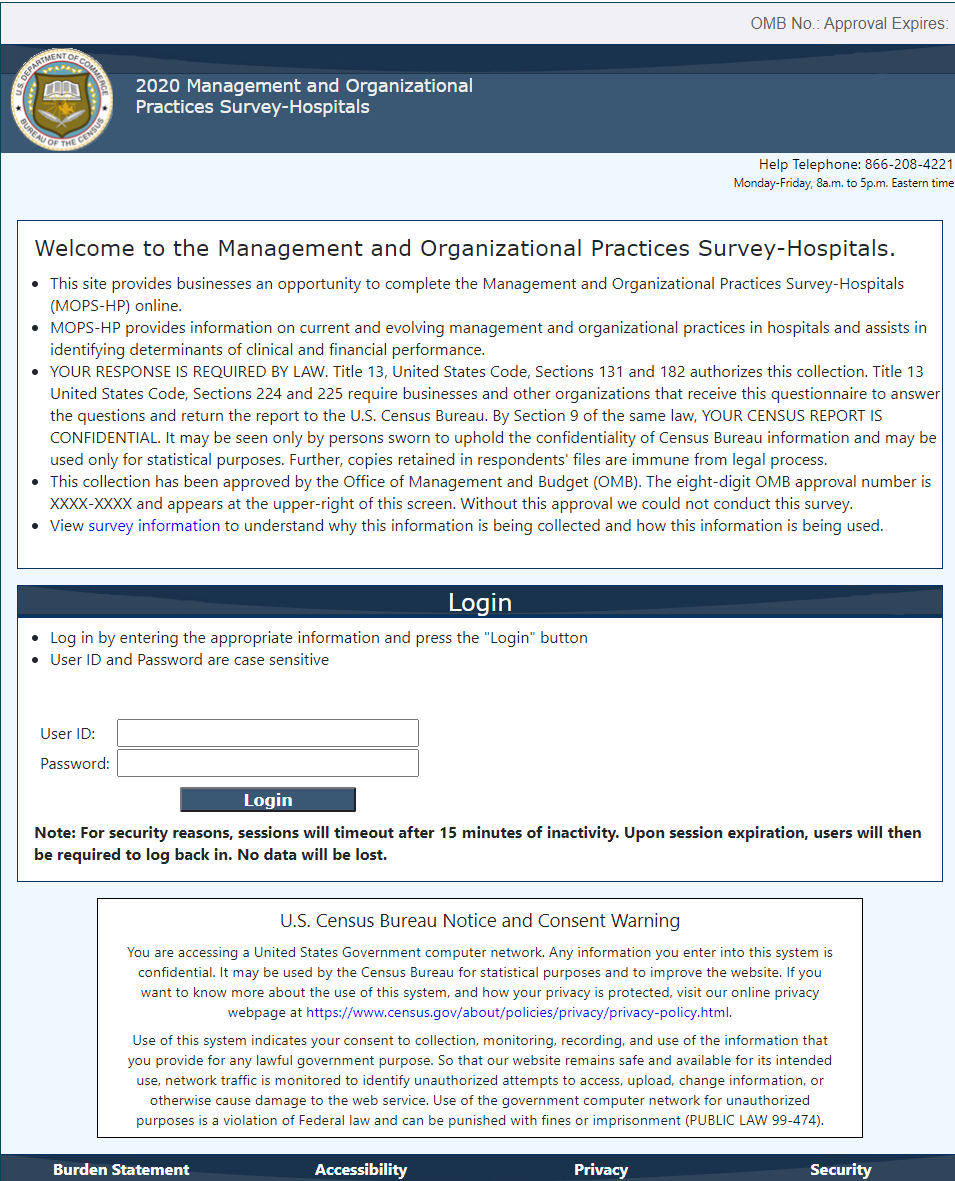 OMB No.: Approval Expires:
U.S. DEPARTMENT OF COMMERCE
BUREAU OF THE CENSUS
2020 Management and Organizational
Practices Survey-Hospitals
Help Telephone: 866-208-4221
Monday-Friday, 8a.m. to 5p.m. Eastern time
Welcome to the Management and Organizational Practices Survey-Hospitals.
• This site provides businesses an opportunity to complete the Management and Organizational Practices Survey-Hospitals
(MOPS-HP) online.
• MOPS-HP provides information on current and evolving management and organizational practices in hospitals and assists in
identifying determinants of clinical and financial performance.
• YOUR RESPONSE IS REQUIRED BY LAW. Title 13, United States Code, Sections 131 and 182 authorizes this collection. Title 13
United States Code, Sections 224 and 225 require businesses and other organizations that receive this questionnaire to answer
the questions and return the report to the U.S. Census Bureau. By Section 9 of the same law, YOUR CENSUS REPORT IS
CONFIDENTIAL. It may be seen only by persons sworn to uphold the confidentiality of Census Bureau information and may be
used only for statistical purposes. Further, copies retained in respondents' files are immune from legal process.
• This collection has been approved by the Office of Management and Budget (OMB). The eight-digit OMB approval number is
XXXX-XXXX and appears at the upper-right of this screen. Without this approval we could not conduct this survey.
• View survey information to understand why this information is being collected and how this information is being used.
Login
• Log in by entering the appropriate information and press the "Login" button
• User ID and Password are case sensitive
User ID:
Password:
Login
Note: For security reasons, sessions will timeout after 15 minutes of inactivity. Upon session expiration, users will then
be required to log back in. No data will be lost.
U.S. Census Bureau Notice and Consent Warning
You are accessing a United States Government computer network. Any information you enter into this system is
confidential. It may be used by the Census Bureau for statistical purposes and to improve the website. If you
want to know more about the use of this system, and how your privacy is protected, visit our online privacy
webpage at https://www.census.gov/about/policies/privacy/privacy-policy.html.
Use of this system indicates your consent to collection, monitoring, recording, and use of the information that
you provide for any lawful government purpose. So that our website remains safe and available for its intended
use, network traffic is monitored to identify unauthorized attempts to access, upload, change information, or
otherwise cause damage to the web service. Use of the government computer network for unauthorized
purposes is a violation of Federal law and can be punished with fines or imprisonment (PUBLIC LAW 99-474).
Burden Statement Accessibility Privacy Security